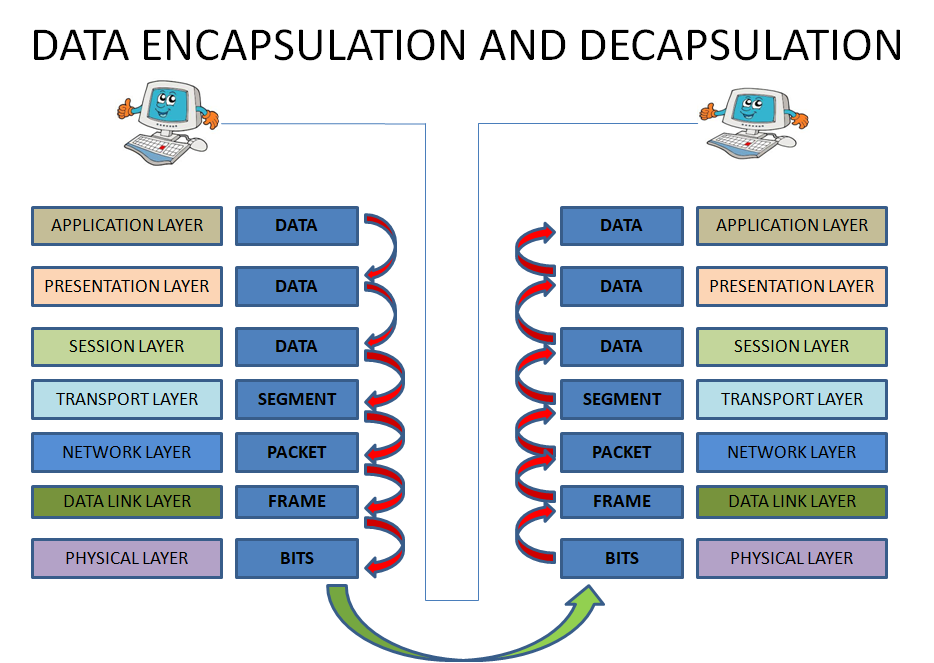 DATA ENCAPSULATION AND DECAPSULATION
APPLICATION LAYER DATA DATA APPLICATION LAYER
PRESENTATION LAYER DATA DATA PRESENTATION LAYER
SESSION LAYER DATA DATA SESSION LAYER
TRANSPORT LAYER SEGMENT SEGMENT TRANSPORT LAYER
NETWORK LAYER PACKET PACKET NETWORK LAYER
DATA LINK LAYER FRAME FRAME DATA LINK LAYER
PHYSICAL LAYER BITS BITS PHYSICAL LAYER